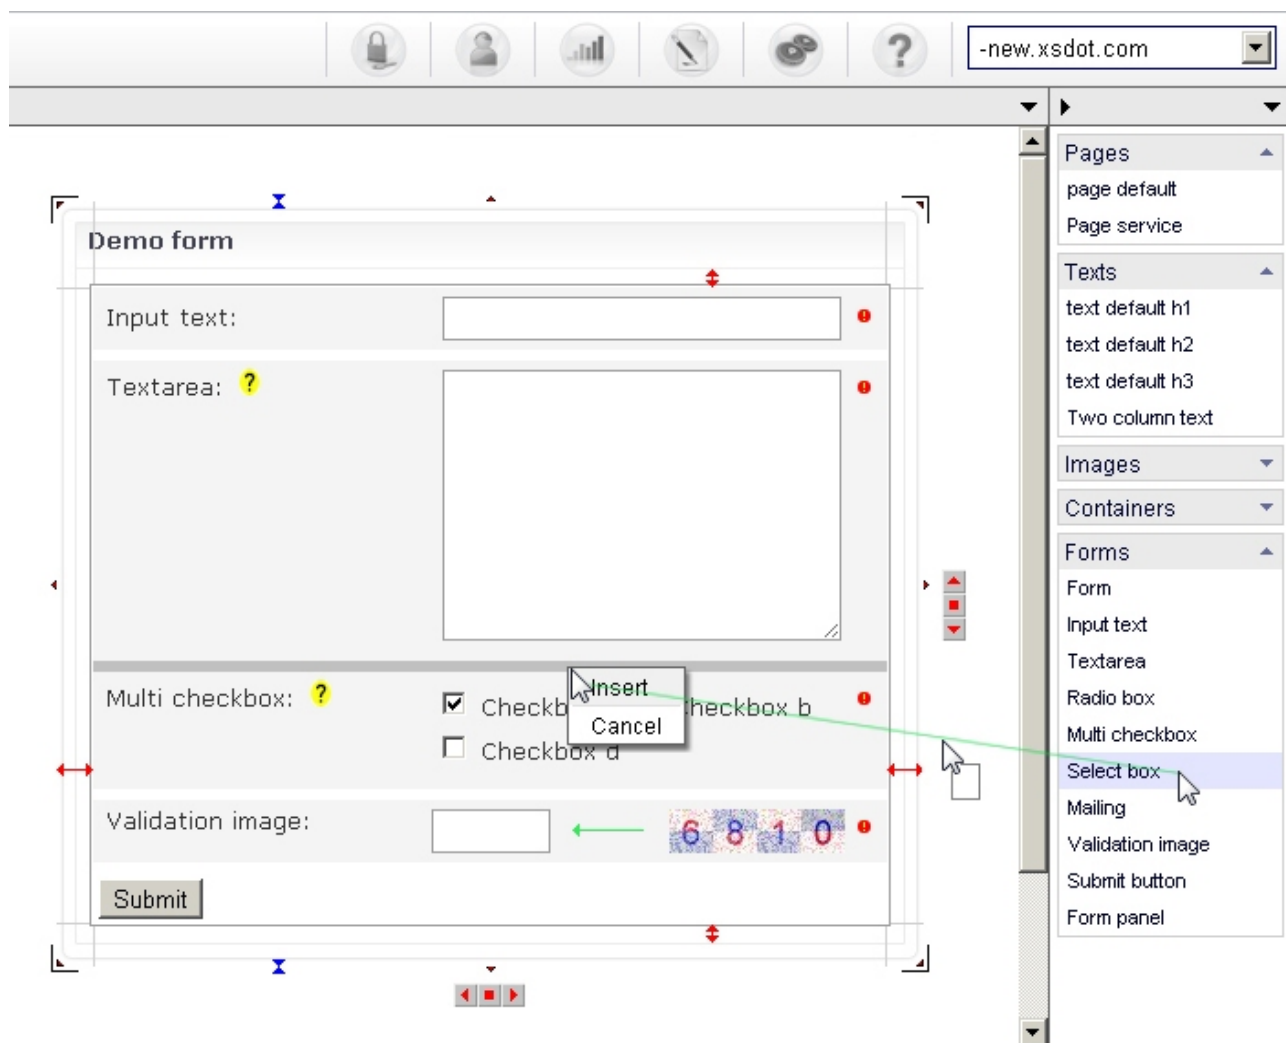 -new.xsdot.com
Demo form
Input text:
Textarea: ?
Insert
Cancel
Multi checkbox: ?
Checkbox b
Checkbox d
Validation image:
6 8 1 0
Submit
Pages
page default
Page service
Texts
text default h1
text default h2
text default h3
Two column text
Images
Containers
Forms
Form
Input text
Textarea
Radio box
Multi checkbox
Select box
Mailing
Validation image
Submit button
Form panel